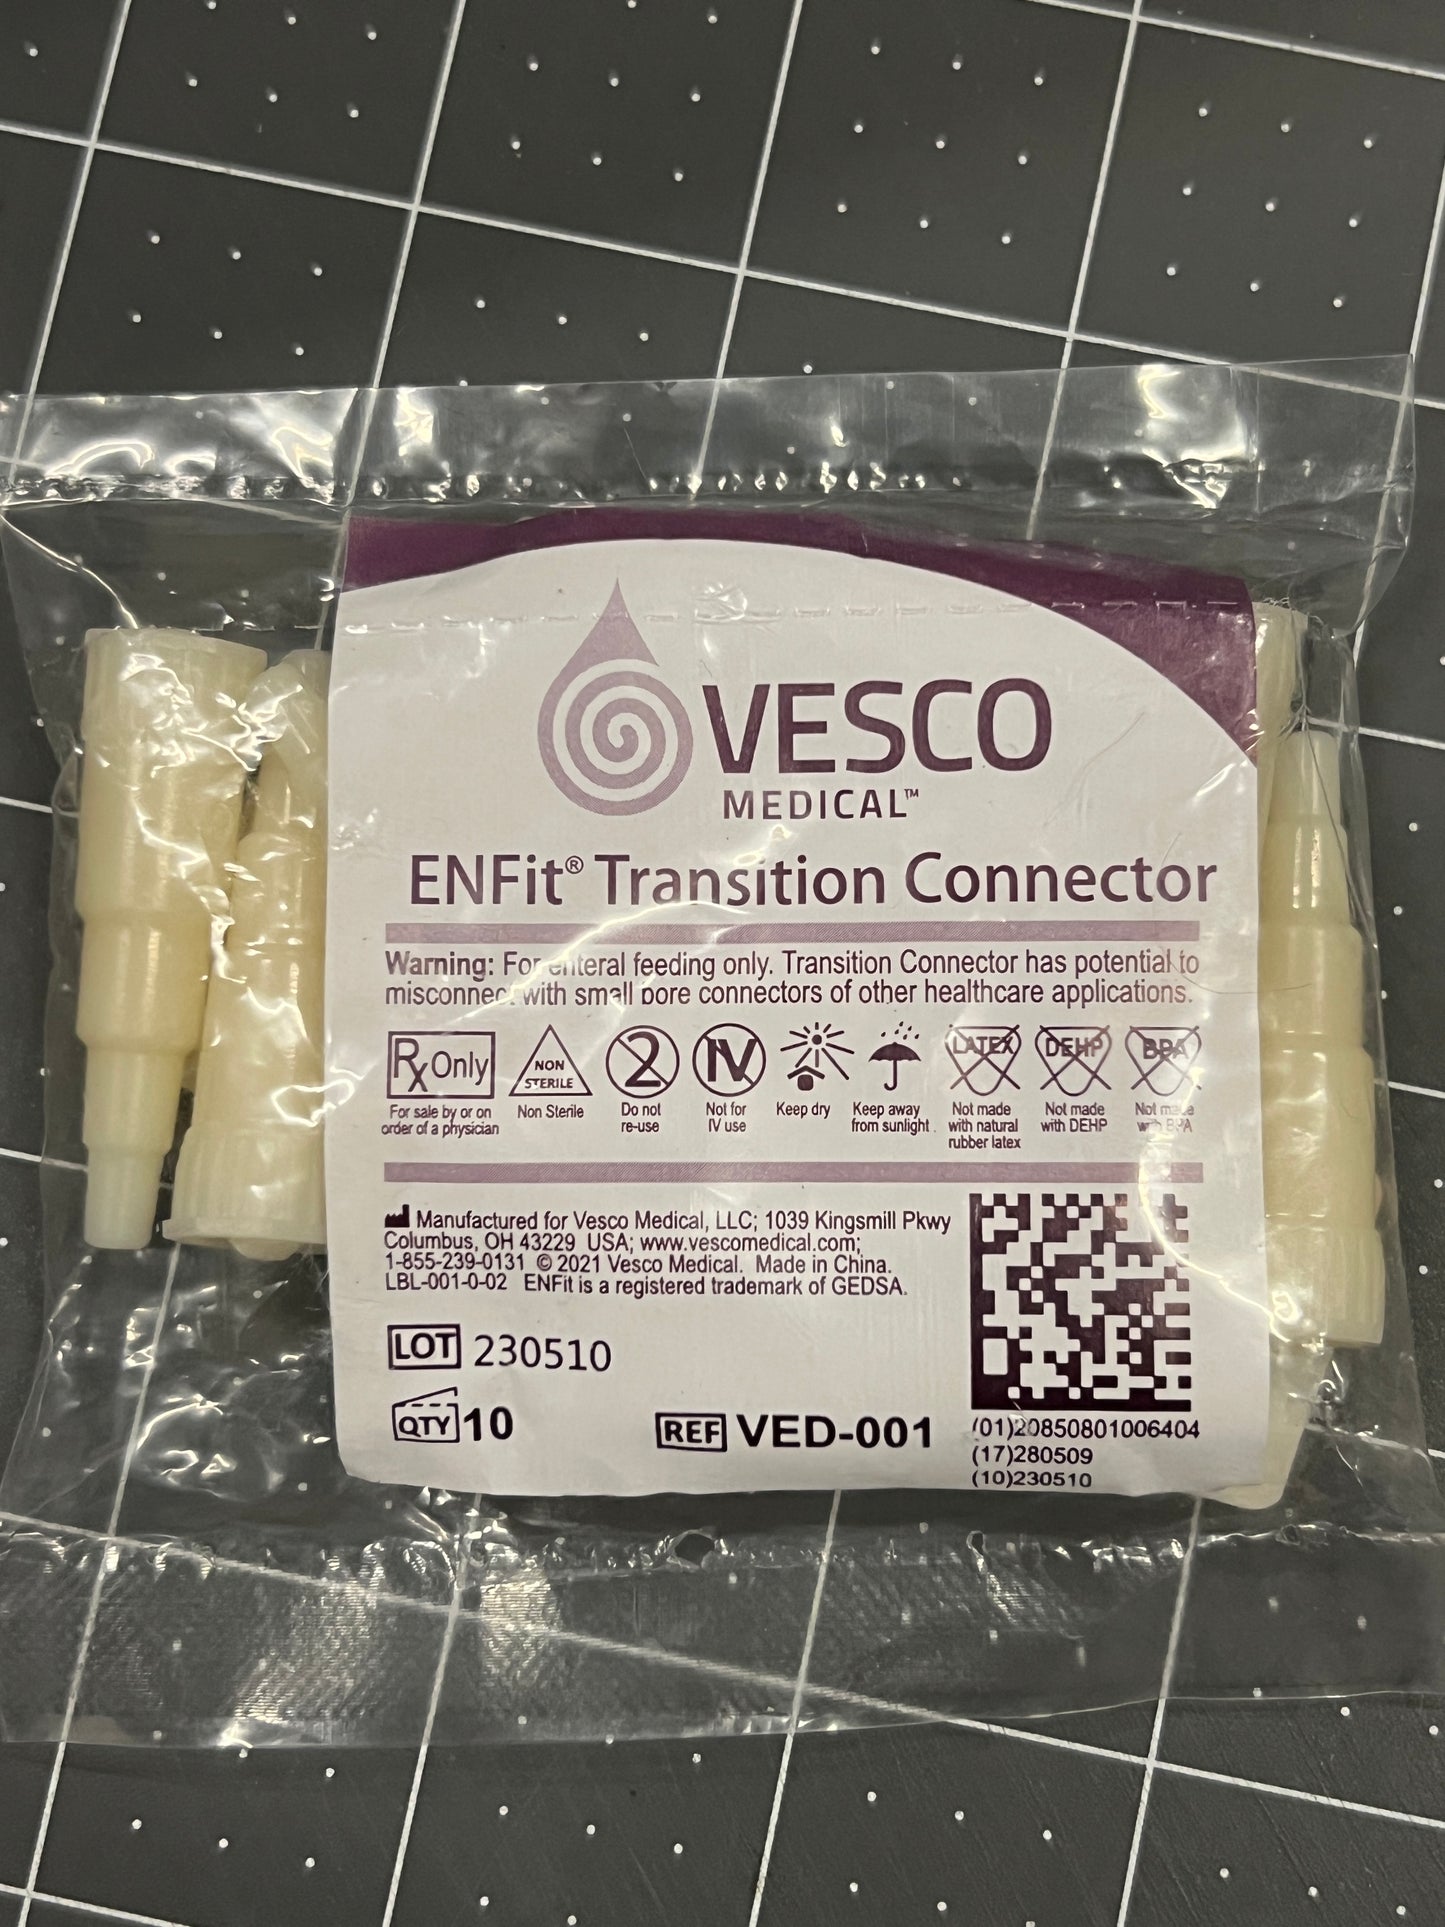 VESCO
MEDICAL™
ENFit® Transition Connector
Warning: For enteral feeding only. Transition Connector has potential to
misconnect with small bore connectors of other healthcare applications.
Rx Only
For sale by or on
order of a physician
NON
STERILE
Non Sterile
2
Do not
re-use
IV
Not for
IV use
Keep dry
Keep away
from sunlight
LATEX
Not made
with natural
rubber latex
DEHP
Not made
with DEHP
BPA
Not made
with BPA
Manufactured for Vesco Medical, LLC; 1039 Kingsmill Pkwy
Columbus, OH 43229 USA; www.vescomedical.com;
1-855-239-0131 © 2021 Vesco Medical. Made in China.
LBL-001-0-02 ENFit is a registered trademark of GEDSA.
LOT 230510
QTY 10
REF VED-001
(01)20850801006404
(17)280509
(10)230510